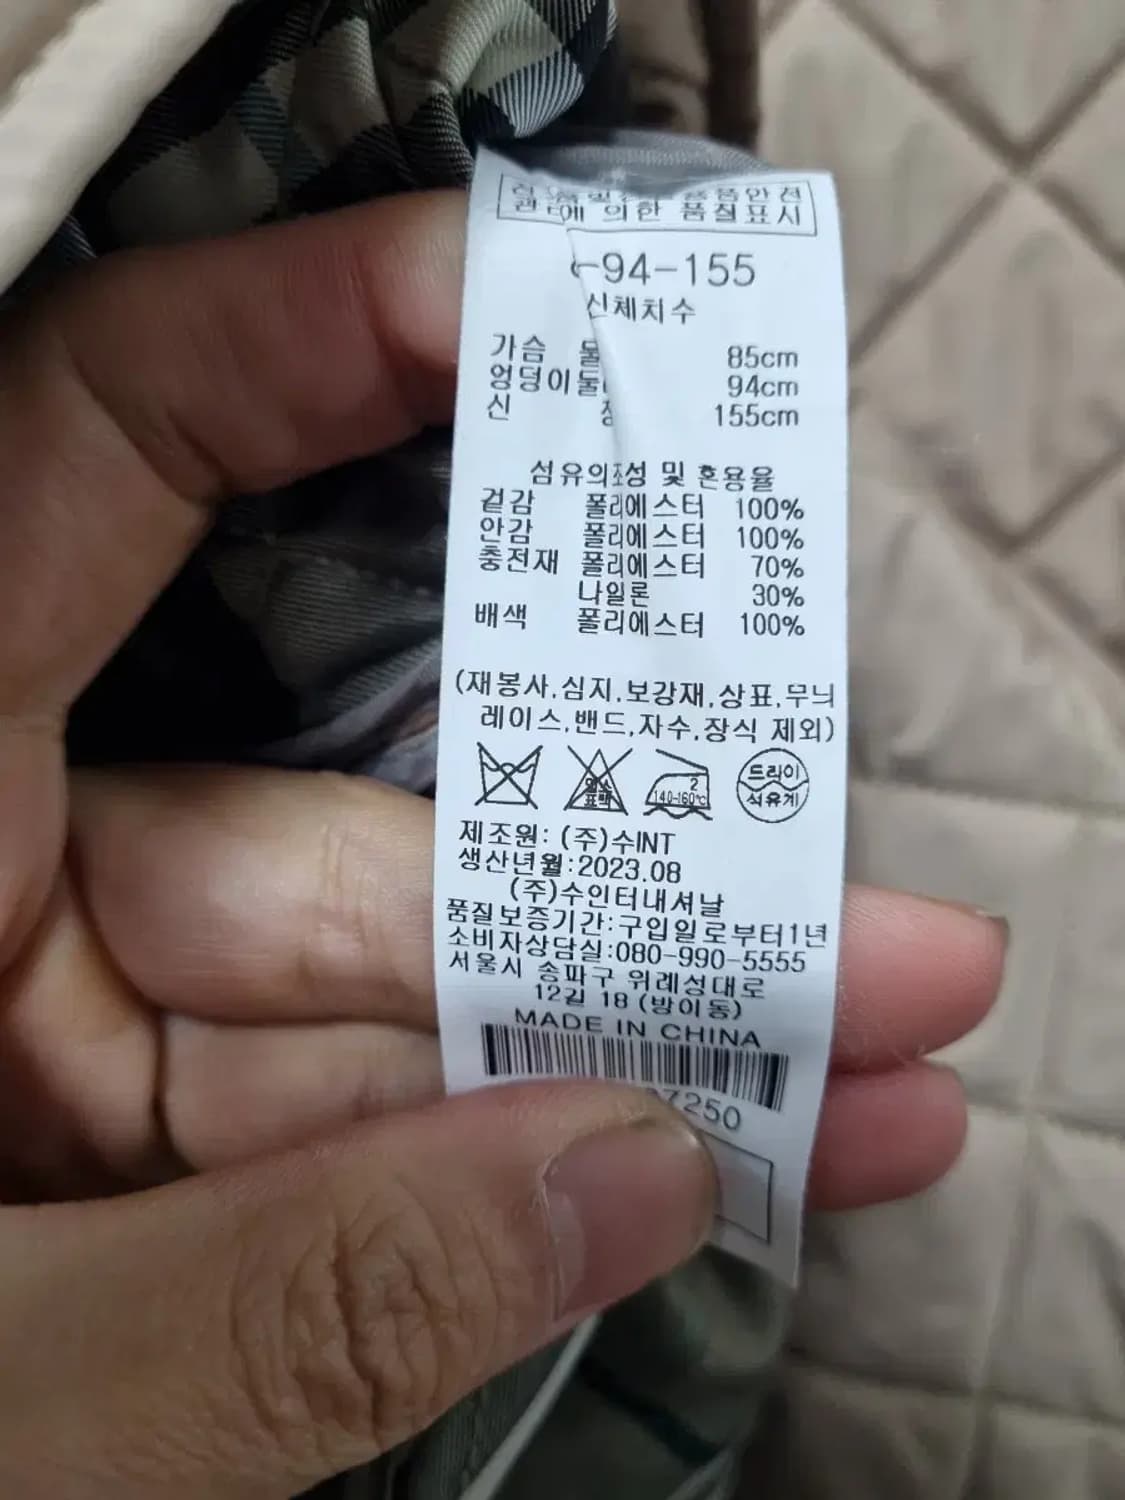 에 의한 품질표시
-94-155
신체치수
가슴 둘 85cm
엉덩이둘 94cm
신 장 155cm
섬유의조성 및 혼용율
겉감 폴리에스터 100%
안감 폴리에스터 100%
충전재 폴리에스터 70%
나일론 30%
배색 폴리에스터 100%
(재봉사,심지,보강재,상표,무늬
레이스,밴드,자수,장식 제외)
염소
표백
2
140-160℃
드라이
석유계
제조원: (주)수INT
생산년월:2023.08
(주)수인터내셔날
품질보증기간:구입일로부터1년
소비자상담실:080-990-5555
서울시 송파구 위례성대로
12길 18 (방이동)
MADE IN CHINA
7250